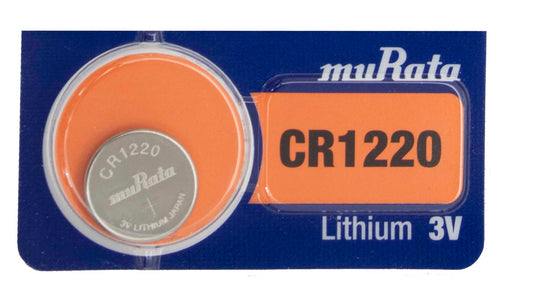 muRata
CR1220
Lithium 3V
CR1220
muRata
+
3V LITHIUM JAPAN